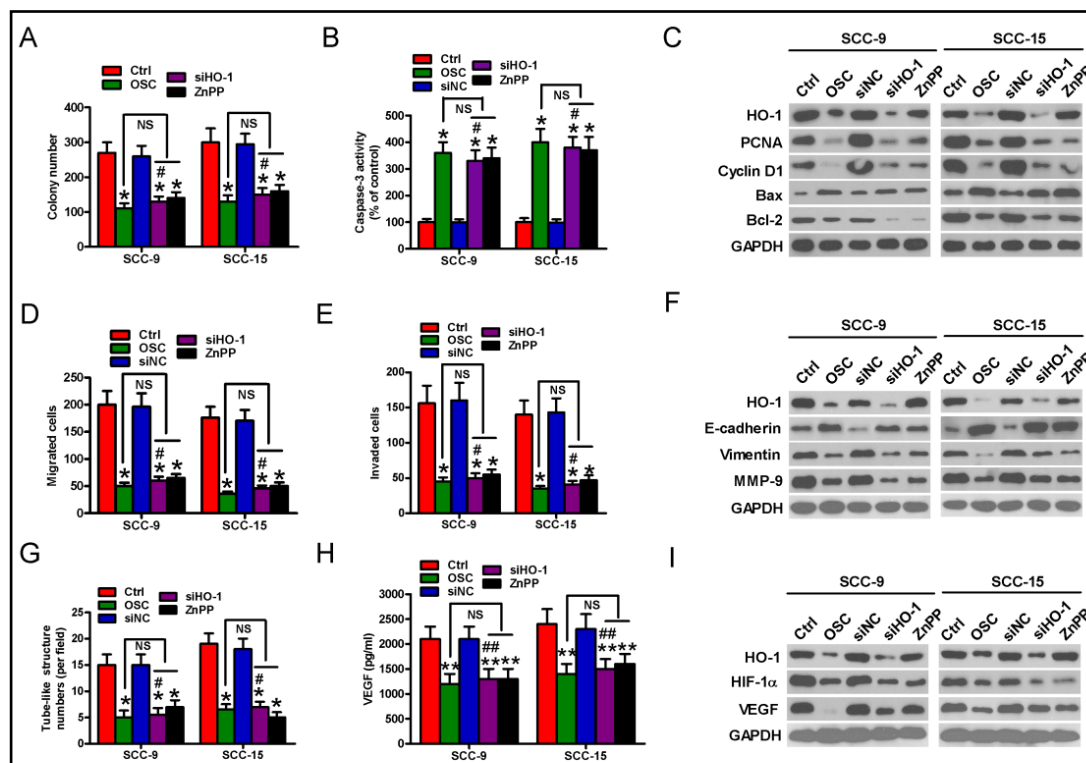 A
Ctrl
OSC
siHO-1
ZnPP
Colony number
400
300
200
100
0
NS
NS
*
#
*
*
*
#
*
*
SCC-9
SCC-15
B
Ctrl
OSC
siNC
siHO-1
ZnPP
Caspase-3 activity
(% of control)
600
500
400
300
200
100
0
NS
NS
*
#
*
*
*
#
*
*
SCC-9
SCC-15
C
SCC-9
SCC-15
Ctrl OSC siNC siHO-1 ZnPP
Ctrl OSC siNC siHO-1 ZnPP
HO-1
PCNA
Cyclin D1
Bax
Bcl-2
GAPDH
D
Ctrl
OSC
siNC
siHO-1
ZnPP
Migrated cells
250
200
150
100
50
0
NS
NS
*
#
*
*
*
#
*
*
SCC-9
SCC-15
E
Ctrl
OSC
siNC
siHO-1
ZnPP
Invaded cells
200
150
100
50
0
NS
NS
*
#
*
*
*
#
*
*
SCC-9
SCC-15
F
SCC-9
SCC-15
Ctrl OSC siNC siHO-1 ZnPP
Ctrl OSC siNC siHO-1 ZnPP
HO-1
E-cadherin
Vimentin
MMP-9
GAPDH
G
Ctrl
OSC
siNC
siHO-1
ZnPP
Tube-like structure
numbers (per field)
25
20
15
10
5
0
NS
NS
*
#
*
*
*
#
*
*
SCC-9
SCC-15
H
Ctrl
OSC
siNC
siHO-1
ZnPP
VEGF (pg/ml)
3000
2500
2100
1700
1300
900
500
0
NS
NS
**
##
**
**
**
##
**
**
SCC-9
SCC-15
I
SCC-9
SCC-15
Ctrl OSC siNC siHO-1 ZnPP
Ctrl OSC siNC siHO-1 ZnPP
HO-1
HIF-1α
VEGF
GAPDH